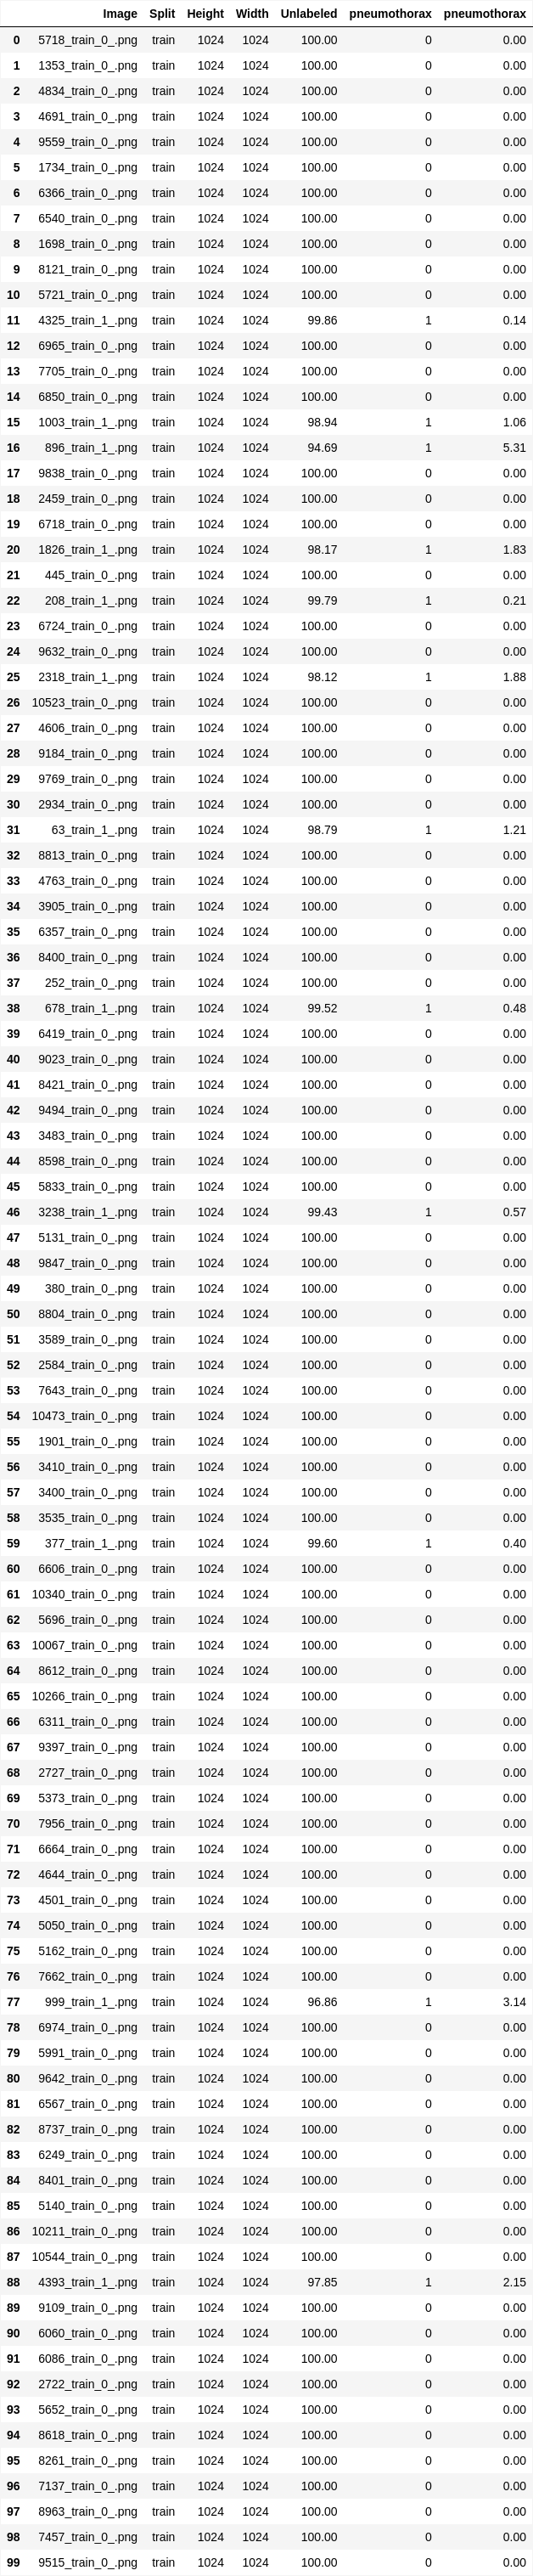 Image Split Height Width Unlabeled pneumothorax pneumothorax
0 5718_train_0_.png train 1024 1024 100.00 0 0.00
1 1353_train_0_.png train 1024 1024 100.00 0 0.00
2 4834_train_0_.png train 1024 1024 100.00 0 0.00
3 4691_train_0_.png train 1024 1024 100.00 0 0.00
4 9559_train_0_.png train 1024 1024 100.00 0 0.00
5 1734_train_0_.png train 1024 1024 100.00 0 0.00
6 6366_train_0_.png train 1024 1024 100.00 0 0.00
7 6540_train_0_.png train 1024 1024 100.00 0 0.00
8 1698_train_0_.png train 1024 1024 100.00 0 0.00
9 8121_train_0_.png train 1024 1024 100.00 0 0.00
10 5721_train_0_.png train 1024 1024 100.00 0 0.00
11 4325_train_1_.png train 1024 1024 99.86 1 0.14
12 6965_train_0_.png train 1024 1024 100.00 0 0.00
13 7705_train_0_.png train 1024 1024 100.00 0 0.00
14 6850_train_0_.png train 1024 1024 100.00 0 0.00
15 1003_train_1_.png train 1024 1024 98.94 1 1.06
16 896_train_1_.png train 1024 1024 94.69 1 5.31
17 9838_train_0_.png train 1024 1024 100.00 0 0.00
18 2459_train_0_.png train 1024 1024 100.00 0 0.00
19 6718_train_0_.png train 1024 1024 100.00 0 0.00
20 1826_train_1_.png train 1024 1024 98.17 1 1.83
21 445_train_0_.png train 1024 1024 100.00 0 0.00
22 208_train_1_.png train 1024 1024 99.79 1 0.21
23 6724_train_0_.png train 1024 1024 100.00 0 0.00
24 9632_train_0_.png train 1024 1024 100.00 0 0.00
25 2318_train_1_.png train 1024 1024 98.12 1 1.88
26 10523_train_0_.png train 1024 1024 100.00 0 0.00
27 4606_train_0_.png train 1024 1024 100.00 0 0.00
28 9184_train_0_.png train 1024 1024 100.00 0 0.00
29 9769_train_0_.png train 1024 1024 100.00 0 0.00
30 2934_train_0_.png train 1024 1024 100.00 0 0.00
31 63_train_1_.png train 1024 1024 98.79 1 1.21
32 8813_train_0_.png train 1024 1024 100.00 0 0.00
33 4763_train_0_.png train 1024 1024 100.00 0 0.00
34 3905_train_0_.png train 1024 1024 100.00 0 0.00
35 6357_train_0_.png train 1024 1024 100.00 0 0.00
36 8400_train_0_.png train 1024 1024 100.00 0 0.00
37 252_train_0_.png train 1024 1024 100.00 0 0.00
38 678_train_1_.png train 1024 1024 99.52 1 0.48
39 6419_train_0_.png train 1024 1024 100.00 0 0.00
40 9023_train_0_.png train 1024 1024 100.00 0 0.00
41 8421_train_0_.png train 1024 1024 100.00 0 0.00
42 9494_train_0_.png train 1024 1024 100.00 0 0.00
43 3483_train_0_.png train 1024 1024 100.00 0 0.00
44 8598_train_0_.png train 1024 1024 100.00 0 0.00
45 5833_train_0_.png train 1024 1024 100.00 0 0.00
46 3238_train_1_.png train 1024 1024 99.43 1 0.57
47 5131_train_0_.png train 1024 1024 100.00 0 0.00
48 9847_train_0_.png train 1024 1024 100.00 0 0.00
49 380_train_0_.png train 1024 1024 100.00 0 0.00
50 8804_train_0_.png train 1024 1024 100.00 0 0.00
51 3589_train_0_.png train 1024 1024 100.00 0 0.00
52 2584_train_0_.png train 1024 1024 100.00 0 0.00
53 7643_train_0_.png train 1024 1024 100.00 0 0.00
54 10473_train_0_.png train 1024 1024 100.00 0 0.00
55 1901_train_0_.png train 1024 1024 100.00 0 0.00
56 3410_train_0_.png train 1024 1024 100.00 0 0.00
57 3400_train_0_.png train 1024 1024 100.00 0 0.00
58 3535_train_0_.png train 1024 1024 100.00 0 0.00
59 377_train_1_.png train 1024 1024 99.60 1 0.40
60 6606_train_0_.png train 1024 1024 100.00 0 0.00
61 10340_train_0_.png train 1024 1024 100.00 0 0.00
62 5696_train_0_.png train 1024 1024 100.00 0 0.00
63 10067_train_0_.png train 1024 1024 100.00 0 0.00
64 8612_train_0_.png train 1024 1024 100.00 0 0.00
65 10266_train_0_.png train 1024 1024 100.00 0 0.00
66 6311_train_0_.png train 1024 1024 100.00 0 0.00
67 9397_train_0_.png train 1024 1024 100.00 0 0.00
68 2727_train_0_.png train 1024 1024 100.00 0 0.00
69 5373_train_0_.png train 1024 1024 100.00 0 0.00
70 7956_train_0_.png train 1024 1024 100.00 0 0.00
71 6664_train_0_.png train 1024 1024 100.00 0 0.00
72 4644_train_0_.png train 1024 1024 100.00 0 0.00
73 4501_train_0_.png train 1024 1024 100.00 0 0.00
74 5050_train_0_.png train 1024 1024 100.00 0 0.00
75 5162_train_0_.png train 1024 1024 100.00 0 0.00
76 7662_train_0_.png train 1024 1024 100.00 0 0.00
77 999_train_1_.png train 1024 1024 96.86 1 3.14
78 6974_train_0_.png train 1024 1024 100.00 0 0.00
79 5991_train_0_.png train 1024 1024 100.00 0 0.00
80 9642_train_0_.png train 1024 1024 100.00 0 0.00
81 6567_train_0_.png train 1024 1024 100.00 0 0.00
82 8737_train_0_.png train 1024 1024 100.00 0 0.00
83 6249_train_0_.png train 1024 1024 100.00 0 0.00
84 8401_train_0_.png train 1024 1024 100.00 0 0.00
85 5140_train_0_.png train 1024 1024 100.00 0 0.00
86 10211_train_0_.png train 1024 1024 100.00 0 0.00
87 10544_train_0_.png train 1024 1024 100.00 0 0.00
88 4393_train_1_.png train 1024 1024 97.85 1 2.15
89 9109_train_0_.png train 1024 1024 100.00 0 0.00
90 6060_train_0_.png train 1024 1024 100.00 0 0.00
91 6086_train_0_.png train 1024 1024 100.00 0 0.00
92 2722_train_0_.png train 1024 1024 100.00 0 0.00
93 5652_train_0_.png train 1024 1024 100.00 0 0.00
94 8618_train_0_.png train 1024 1024 100.00 0 0.00
95 8261_train_0_.png train 1024 1024 100.00 0 0.00
96 7137_train_0_.png train 1024 1024 100.00 0 0.00
97 8963_train_0_.png train 1024 1024 100.00 0 0.00
98 7457_train_0_.png train 1024 1024 100.00 0 0.00
99 9515_train_0_.png train 1024 1024 100.00 0 0.00